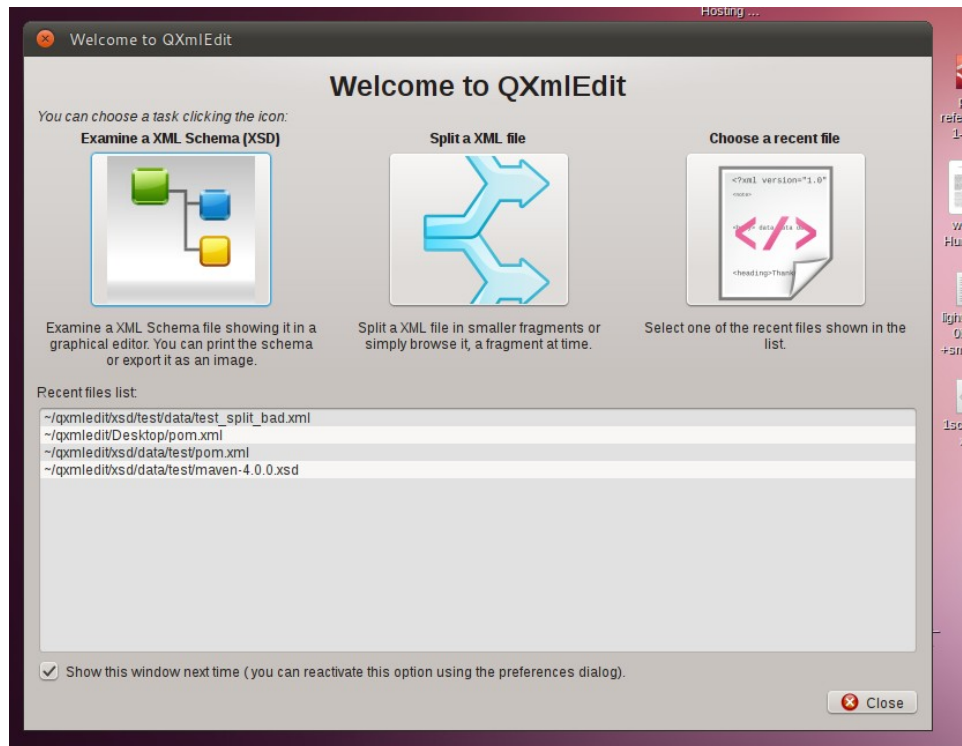 Hosting ...
Welcome to QXmlEdit
Welcome to QXmlEdit
You can choose a task clicking the icon:
Examine a XML Schema (XSD)
Split a XML file
Choose a recent file
<?xml version="1.0"
<note>
data
</>
<heading>Thank
Examine a XML Schema file showing it in a
graphical editor. You can print the schema
or export it as an image.
Split a XML file in smaller fragments or
simply browse it, a fragment at time.
Select one of the recent files shown in the
list.
Recent files list:
~/qxmledit/xsd/test/data/test_split_bad.xml
~/qxmledit/Desktop/pom.xml
~/qxmledit/xsd/data/test/pom.xml
~/qxmledit/xsd/data/test/maven-4.0.0.xsd
Show this window next time ( you can reactivate this option using the preferences dialog).
Close